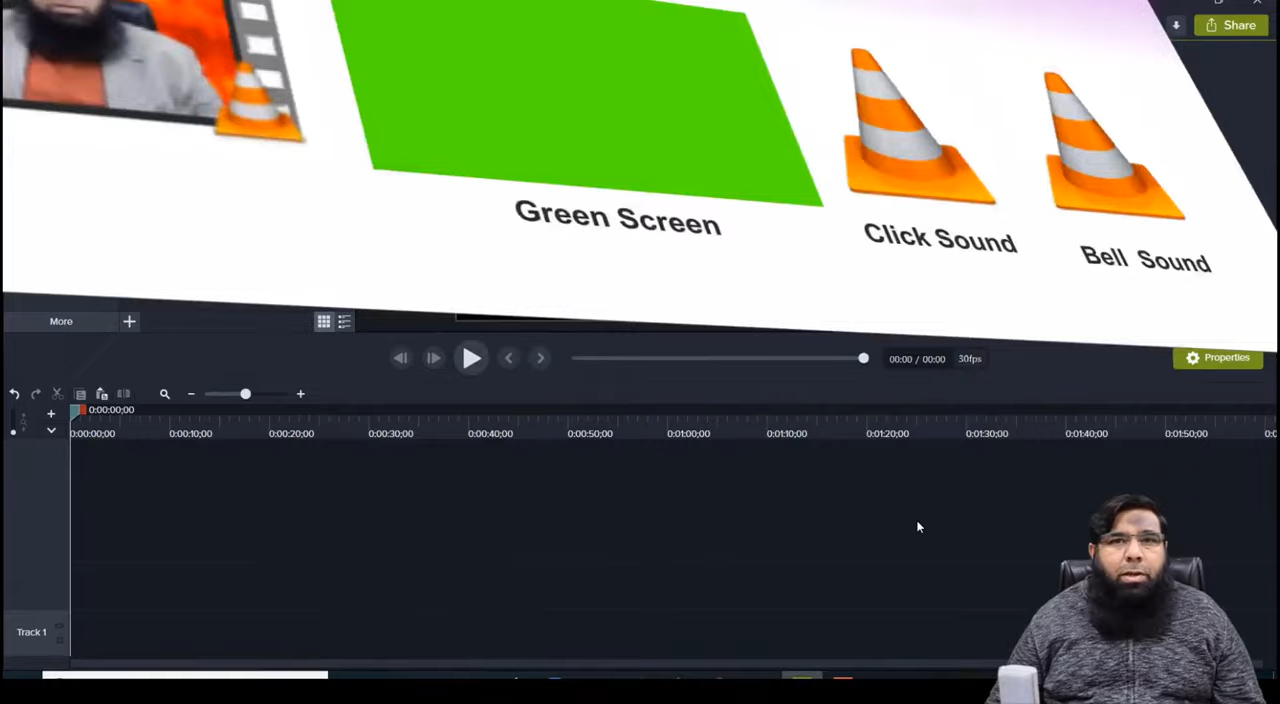 Share
Green Screen
Click Sound
Bell Sound
More
00:00 / 00:00
30fps
Properties
0:00:00;00
0:00:00;00
0:00:10;00
0:00:20;00
0:00:30;00
0:00:40;00
0:00:50;00
0:01:00;00
0:01:10;00
0:01:20;00
0:01:30;00
0:01:40;00
0:01:50;00
Track 1